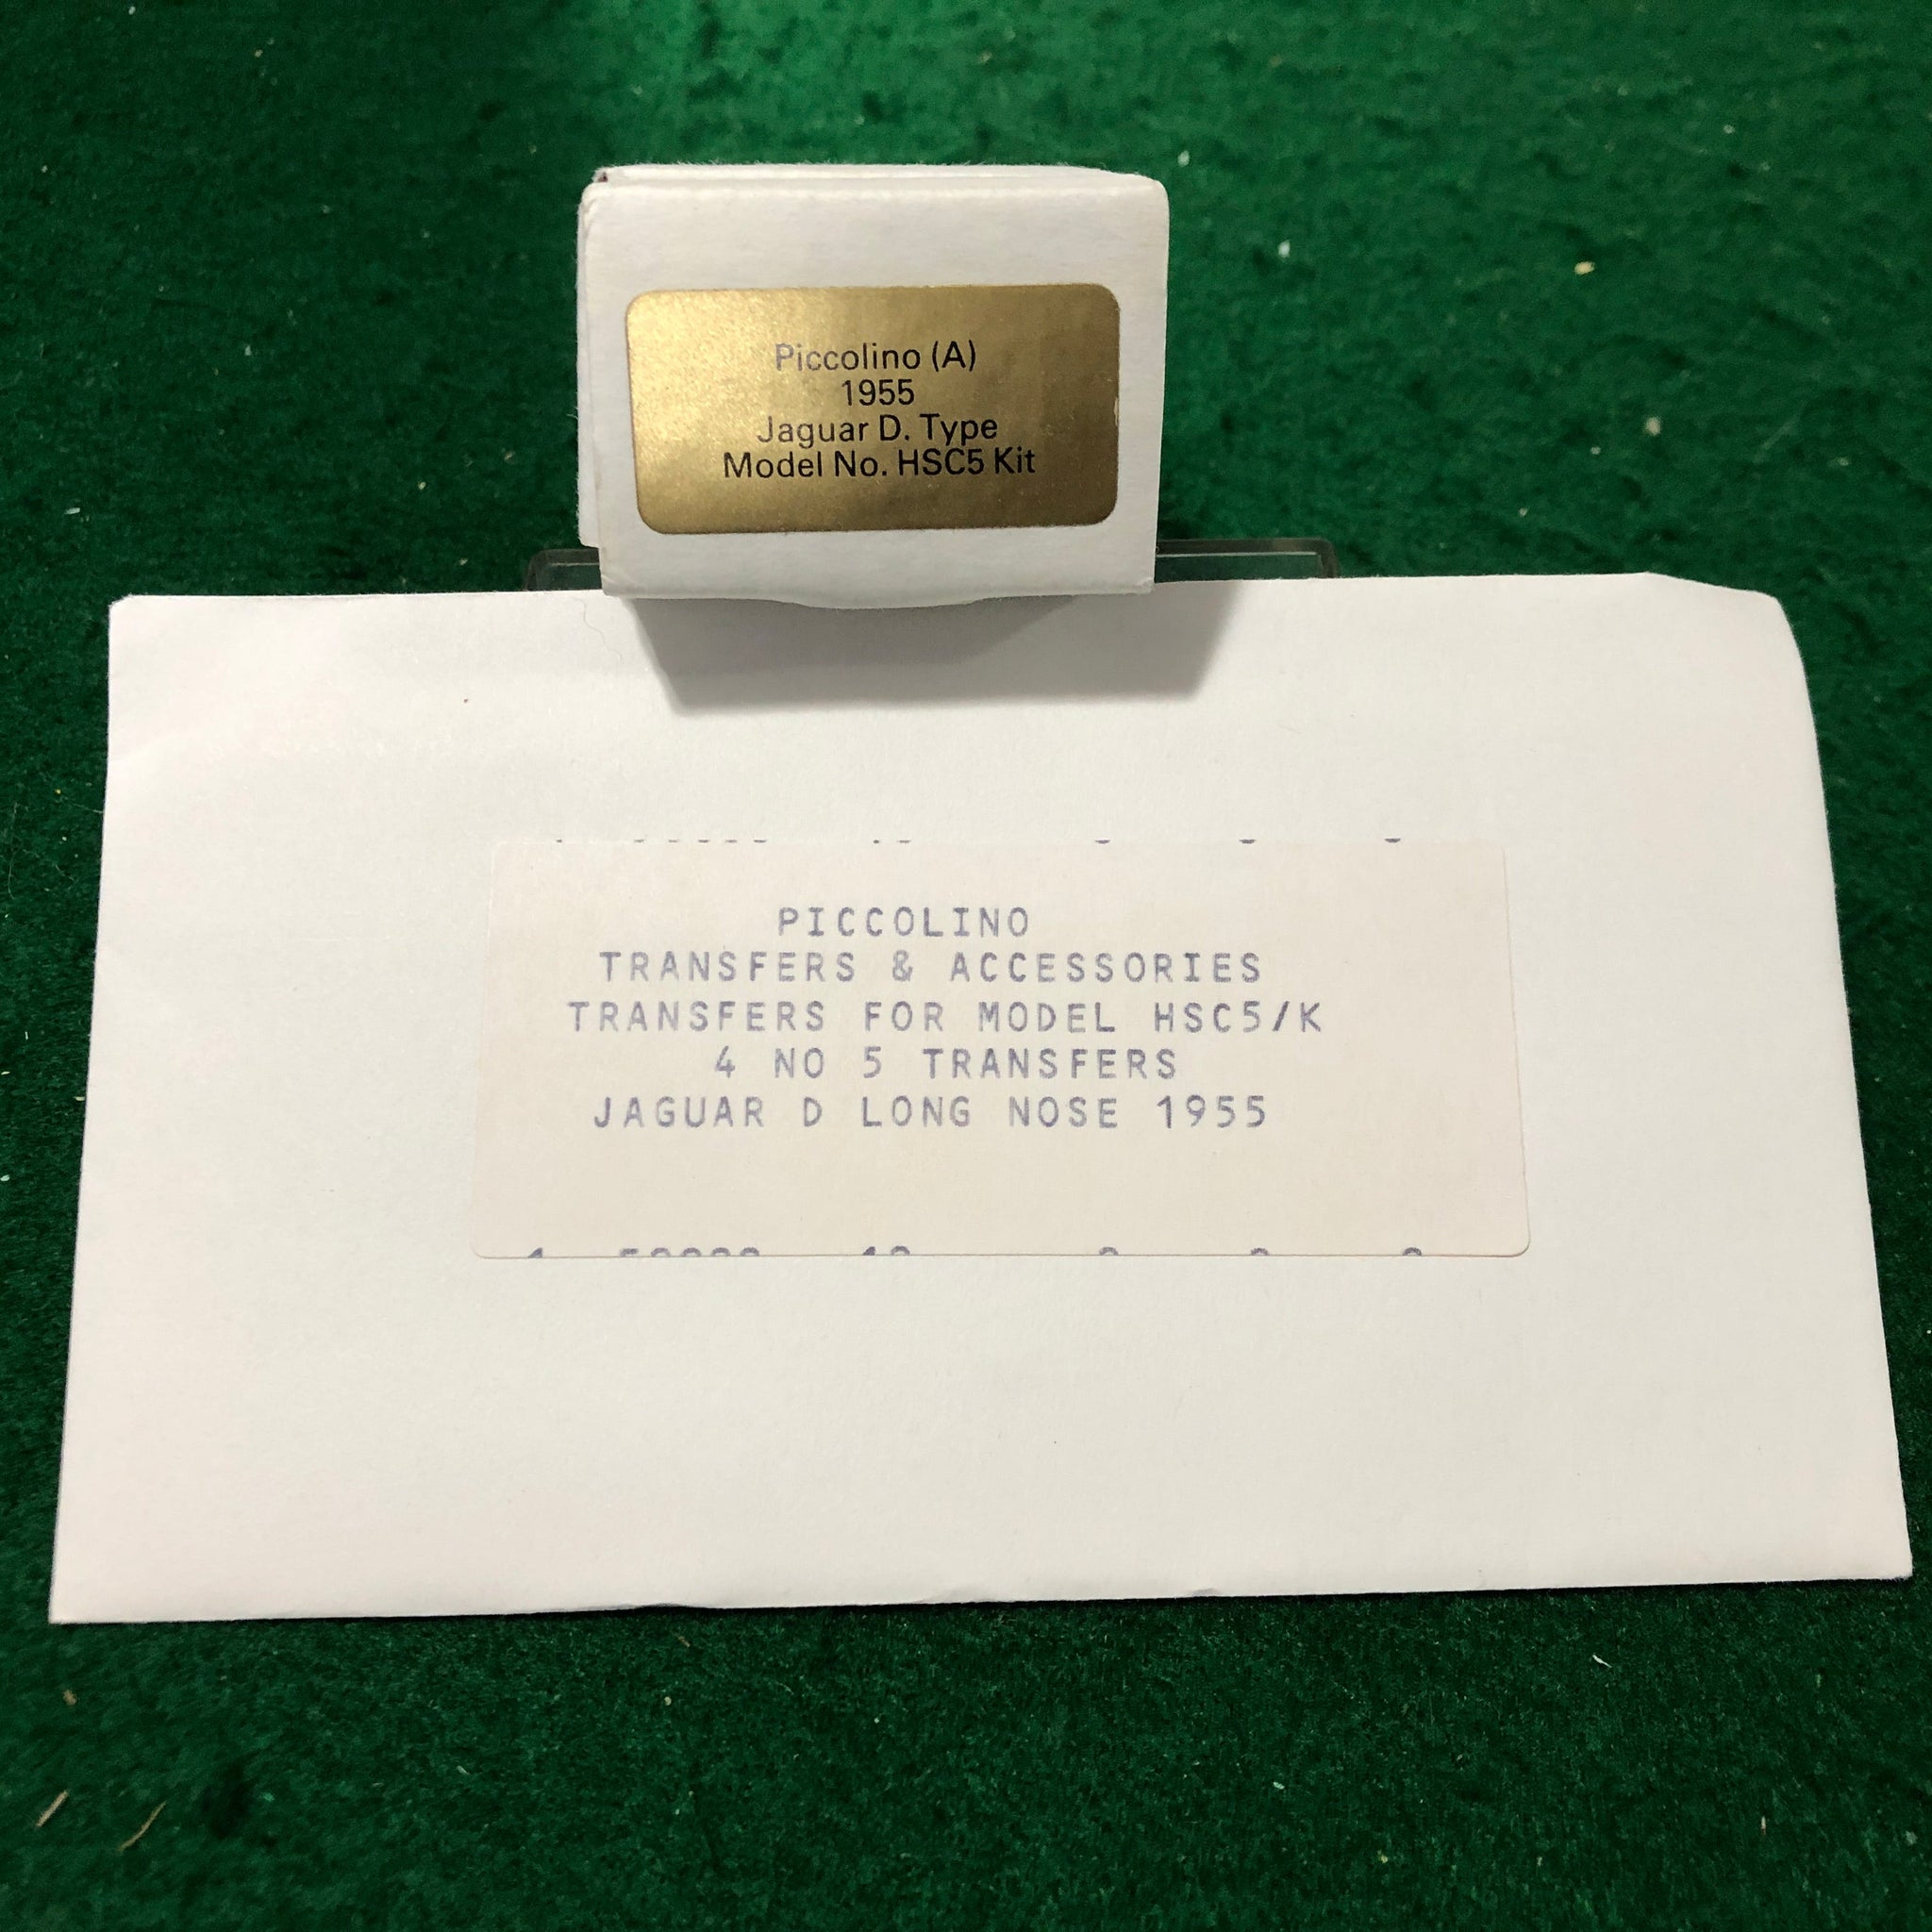 Piccolino (A)
1955
Jaguar D. Type
Model No. HSC5 Kit
PICCOLINO
TRANSFERS & ACCESSORIES
TRANSFERS FOR MODEL HSC5/K
4 NO 5 TRANSFERS
JAGUAR D LONG NOSE 1955